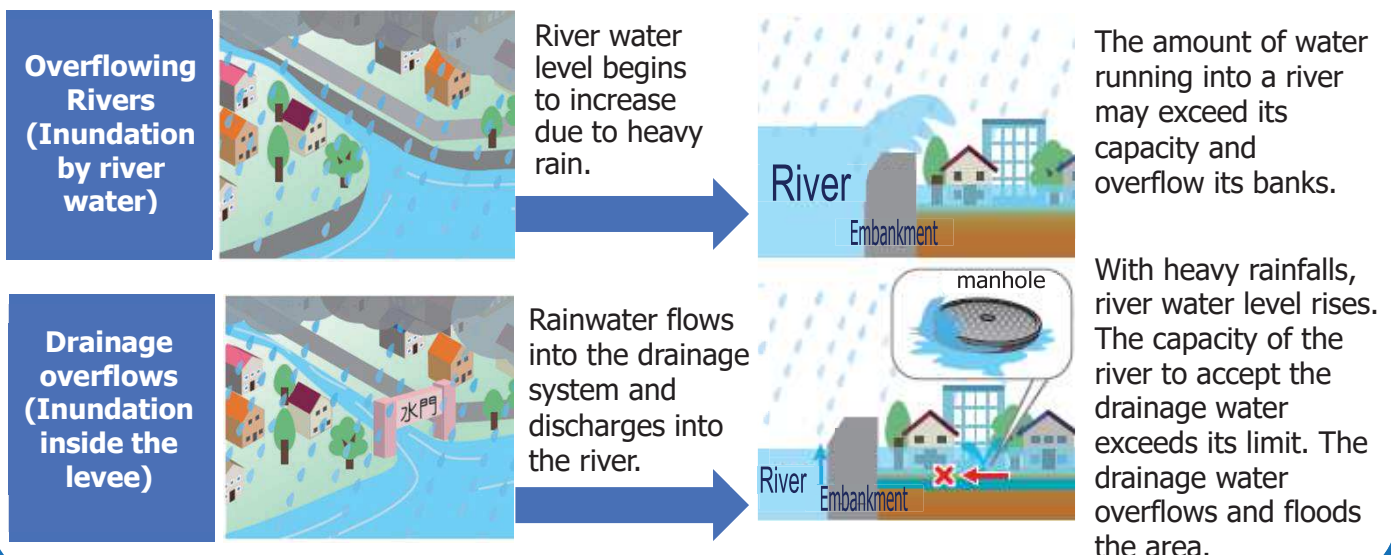 Overflowing
Rivers
(Inundation
by river
water)
River water
level begins
to increase
due to heavy
rain.
River
Embankment
The amount of water
running into a river
may exceed its
capacity and
overflow its banks.
Drainage
overflows
(Inundation
inside the
levee)
水門
Rainwater flows
into the drainage
system and
discharges into
the river.
manhole
River
Embankment
With heavy rainfalls,
river water level rises.
The capacity of the
river to accept the
drainage water
exceeds its limit. The
drainage water
overflows and floods
the area.